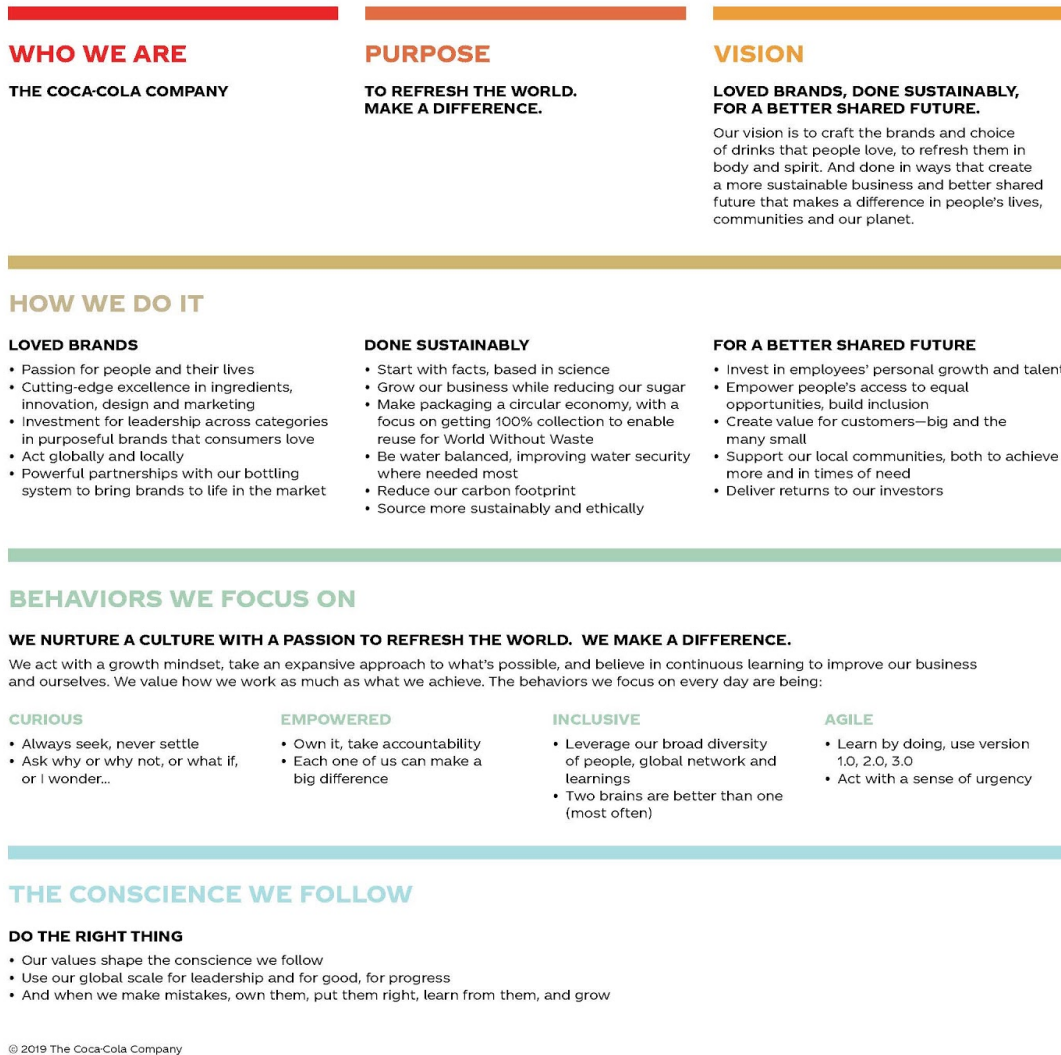 WHO WE ARE
THE COCA-COLA COMPANY
PURPOSE
TO REFRESH THE WORLD.
MAKE A DIFFERENCE.
VISION
LOVED BRANDS, DONE SUSTAINABLY,
FOR A BETTER SHARED FUTURE.
Our vision is to craft the brands and choice
of drinks that people love, to refresh them in
body and spirit. And done in ways that create
a more sustainable business and better shared
future that makes a difference in people's lives,
communities and our planet.
HOW WE DO IT
LOVED BRANDS
• Passion for people and their lives
• Cutting-edge excellence in ingredients,
innovation, design and marketing
• Investment for leadership across categories
in purposeful brands that consumers love
• Act globally and locally
• Powerful partnerships with our bottling
system to bring brands to life in the market
DONE SUSTAINABLY
• Start with facts, based in science
• Grow our business while reducing our sugar
• Make packaging a circular economy, with a
focus on getting 100% collection to enable
reuse for World Without Waste
• Be water balanced, improving water security
where needed most
• Reduce our carbon footprint
• Source more sustainably and ethically
FOR A BETTER SHARED FUTURE
• Invest in employees' personal growth and talent
• Empower people's access to equal
opportunities, build inclusion
• Create value for customers—big and the
many small
• Support our local communities, both to achieve
more and in times of need
• Deliver returns to our investors
BEHAVIORS WE FOCUS ON
WE NURTURE A CULTURE WITH A PASSION TO REFRESH THE WORLD. WE MAKE A DIFFERENCE.
We act with a growth mindset, take an expansive approach to what's possible, and believe in continuous learning to improve our business
and ourselves. We value how we work as much as what we achieve. The behaviors we focus on every day are being:
CURIOUS
• Always seek, never settle
• Ask why or why not, or what if,
or I wonder...
EMPOWERED
• Own it, take accountability
• Each one of us can make a
big difference
INCLUSIVE
• Leverage our broad diversity
of people, global network and
learnings
• Two brains are better than one
(most often)
AGILE
• Learn by doing, use version
1.0, 2.0, 3.0
• Act with a sense of urgency
THE CONSCIENCE WE FOLLOW
DO THE RIGHT THING
• Our values shape the conscience we follow
• Use our global scale for leadership and for good, for progress
• And when we make mistakes, own them, put them right, learn from them, and grow
© 2019 The Coca-Cola Company